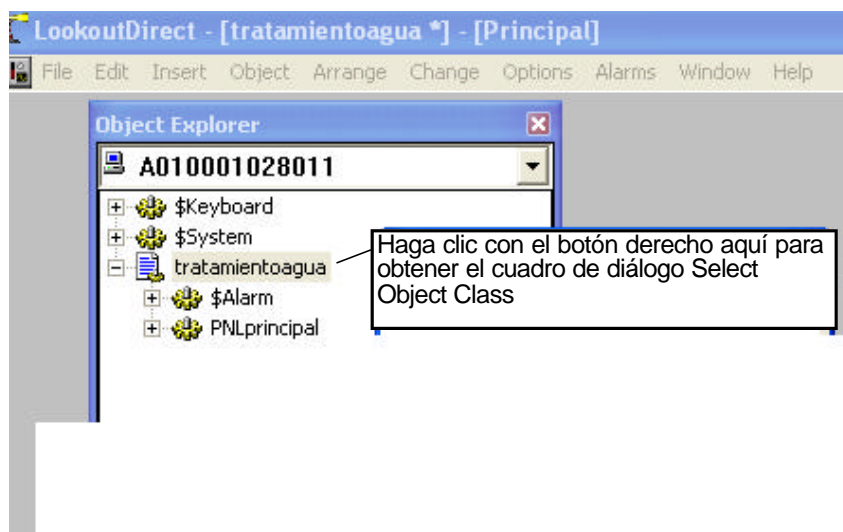 LookoutDirect - [tratamientoagua *] - [Principal]
File Edit Insert Object Arrange Change Options Alarms Window Help
Object Explorer
A010001028011
$Keyboard
$System
tratamientoagua
$Alarm
PNLprincipal
Haga clic con el botón derecho aquí para
obtener el cuadro de diálogo Select
Object Class